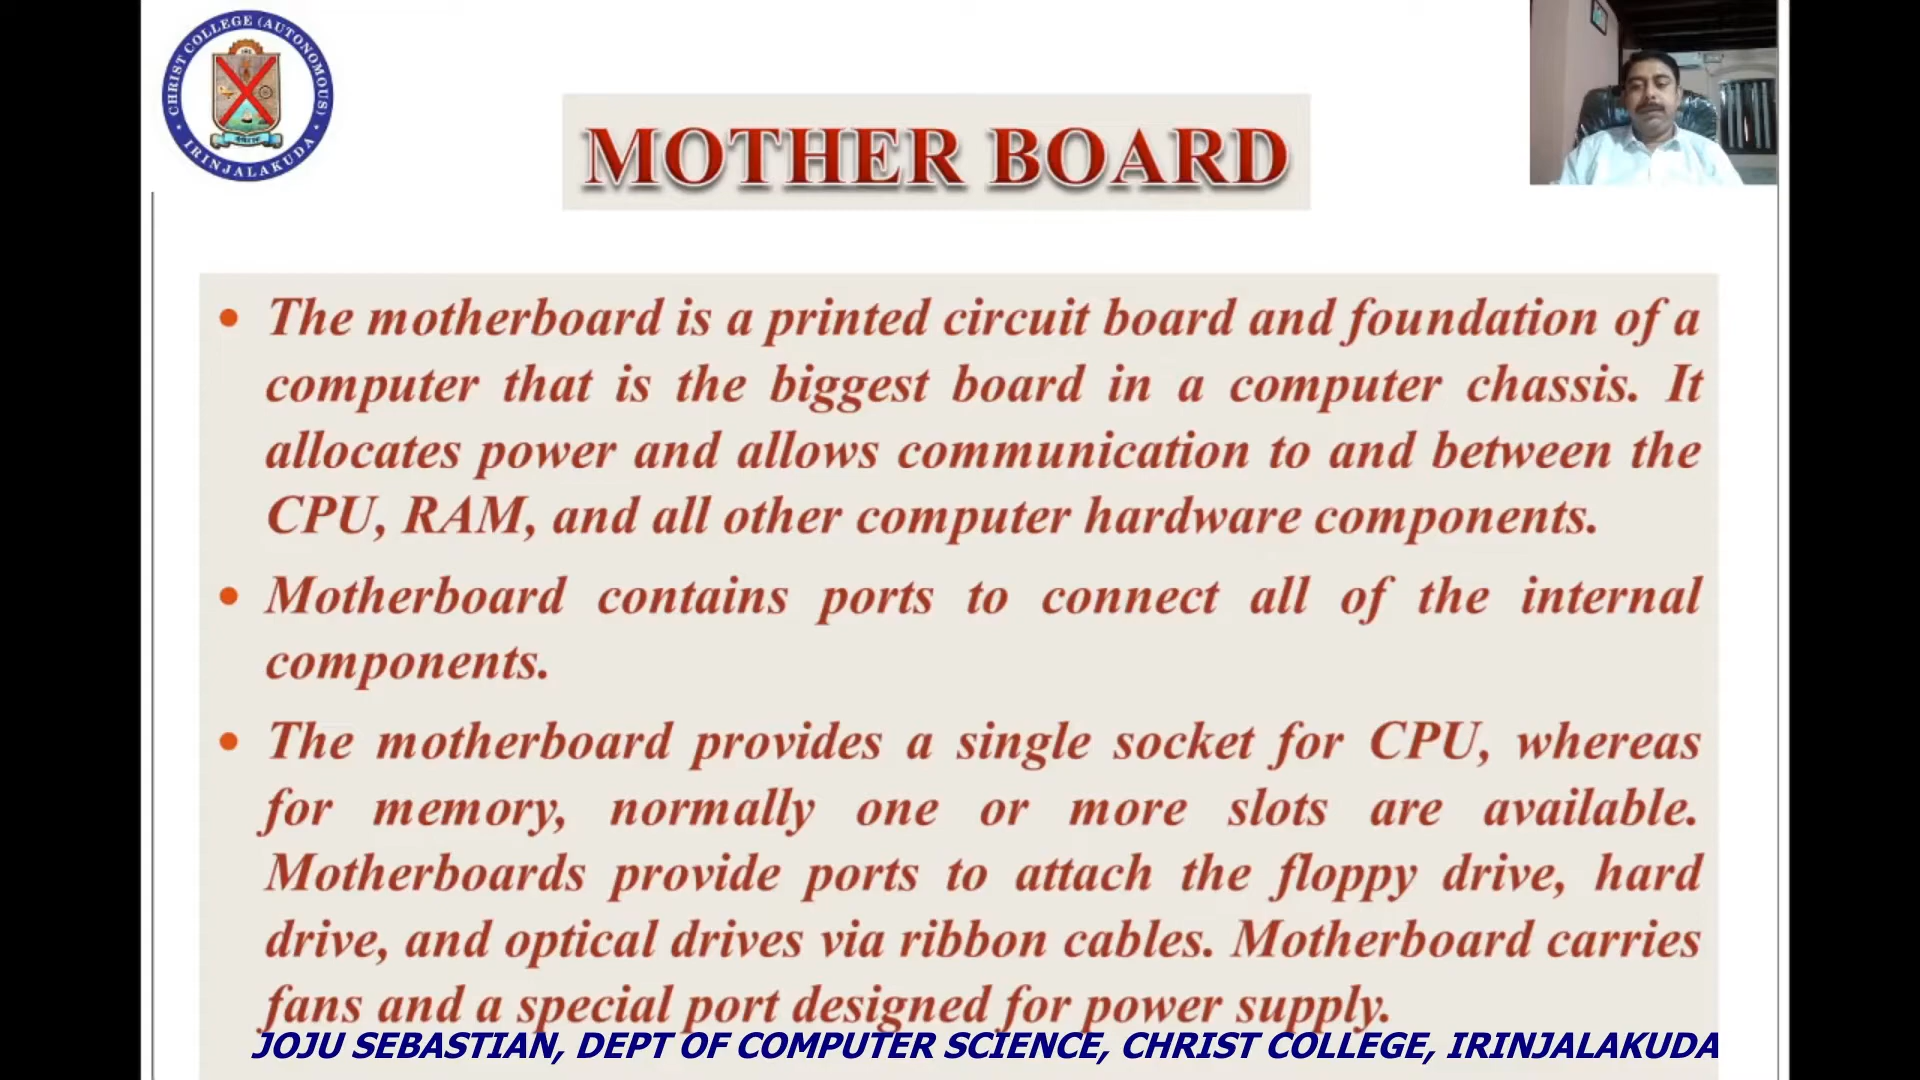 CHRIST COLLEGE (AUTONOMOUS)
IRINJALAKUDA
MOTHER BOARD
• The motherboard is a printed circuit board and foundation of a
computer that is the biggest board in a computer chassis. It
allocates power and allows communication to and between the
CPU, RAM, and all other computer hardware components.
• Motherboard contains ports to connect all of the internal
components.
• The motherboard provides a single socket for CPU, whereas
for memory, normally one or more slots are available.
Motherboards provide ports to attach the floppy drive, hard
drive, and optical drives via ribbon cables. Motherboard carries
fans and a special port designed for power supply.
JOJU SEBASTIAN, DEPT OF COMPUTER SCIENCE, CHRIST COLLEGE, IRINJALAKUDA